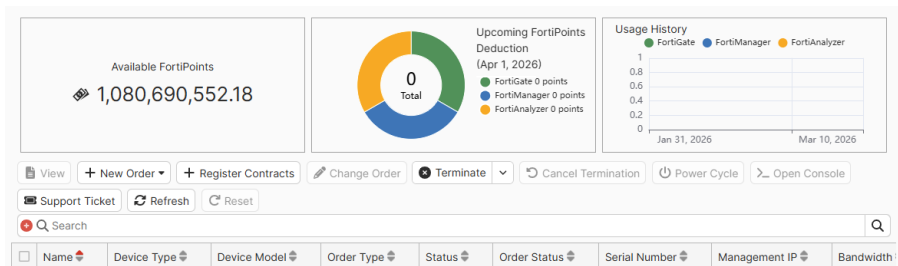 Available FortiPoints
1,080,690,552.18
Upcoming FortiPoints
Deduction
(Apr 1, 2026)
0
Total
FortiGate 0 points
FortiManager 0 points
FortiAnalyzer 0 points
Usage History
FortiGate FortiManager FortiAnalyzer
1
0.8
0.6
0.4
0.2
0
Jan 31, 2026 Mar 10, 2026
View New Order Register Contracts Change Order Terminate Cancel Termination Power Cycle Open Console
Support Ticket Refresh Reset
Search
Name Device Type Device Model Order Type Status Order Status Serial Number Management IP Bandwidth